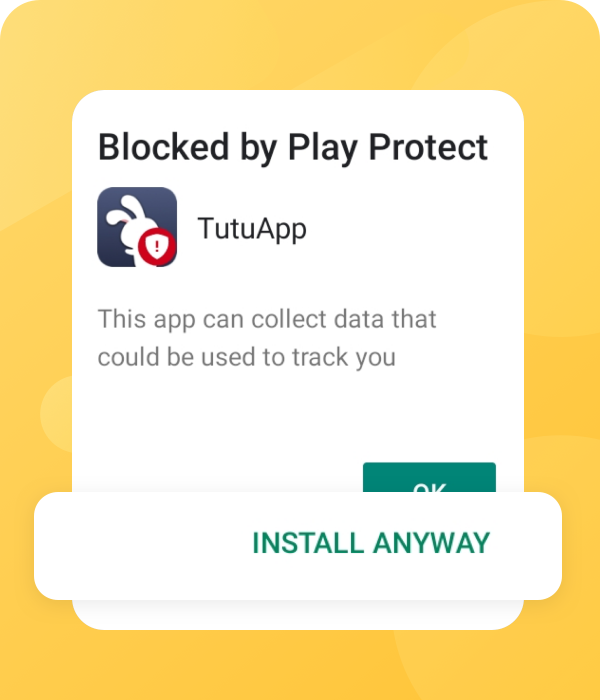 Blocked by Play Protect
TutuApp
This app can collect data that
could be used to track you
OK
INSTALL ANYWAY